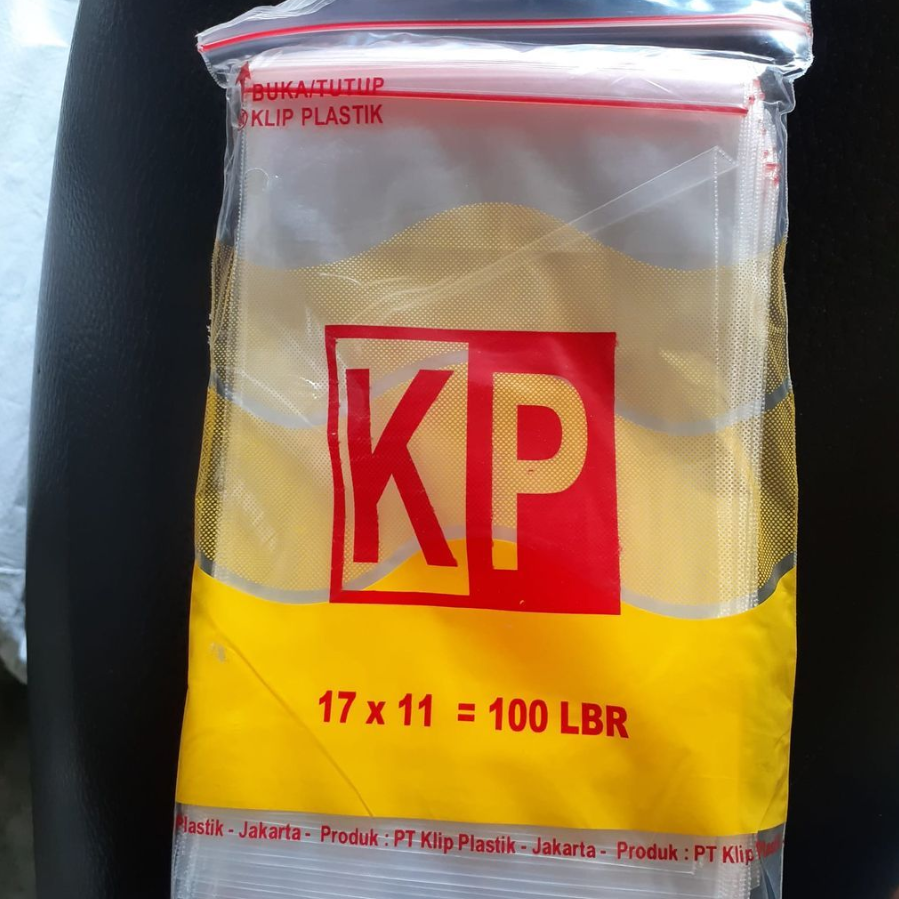 BUKA/TUTUP
KLIP PLASTIK
KP
17 x 11 = 100 LBR
Plastik - Jakarta - Produk : PT Klip Plastik - Jakarta - Produk : PT Klip